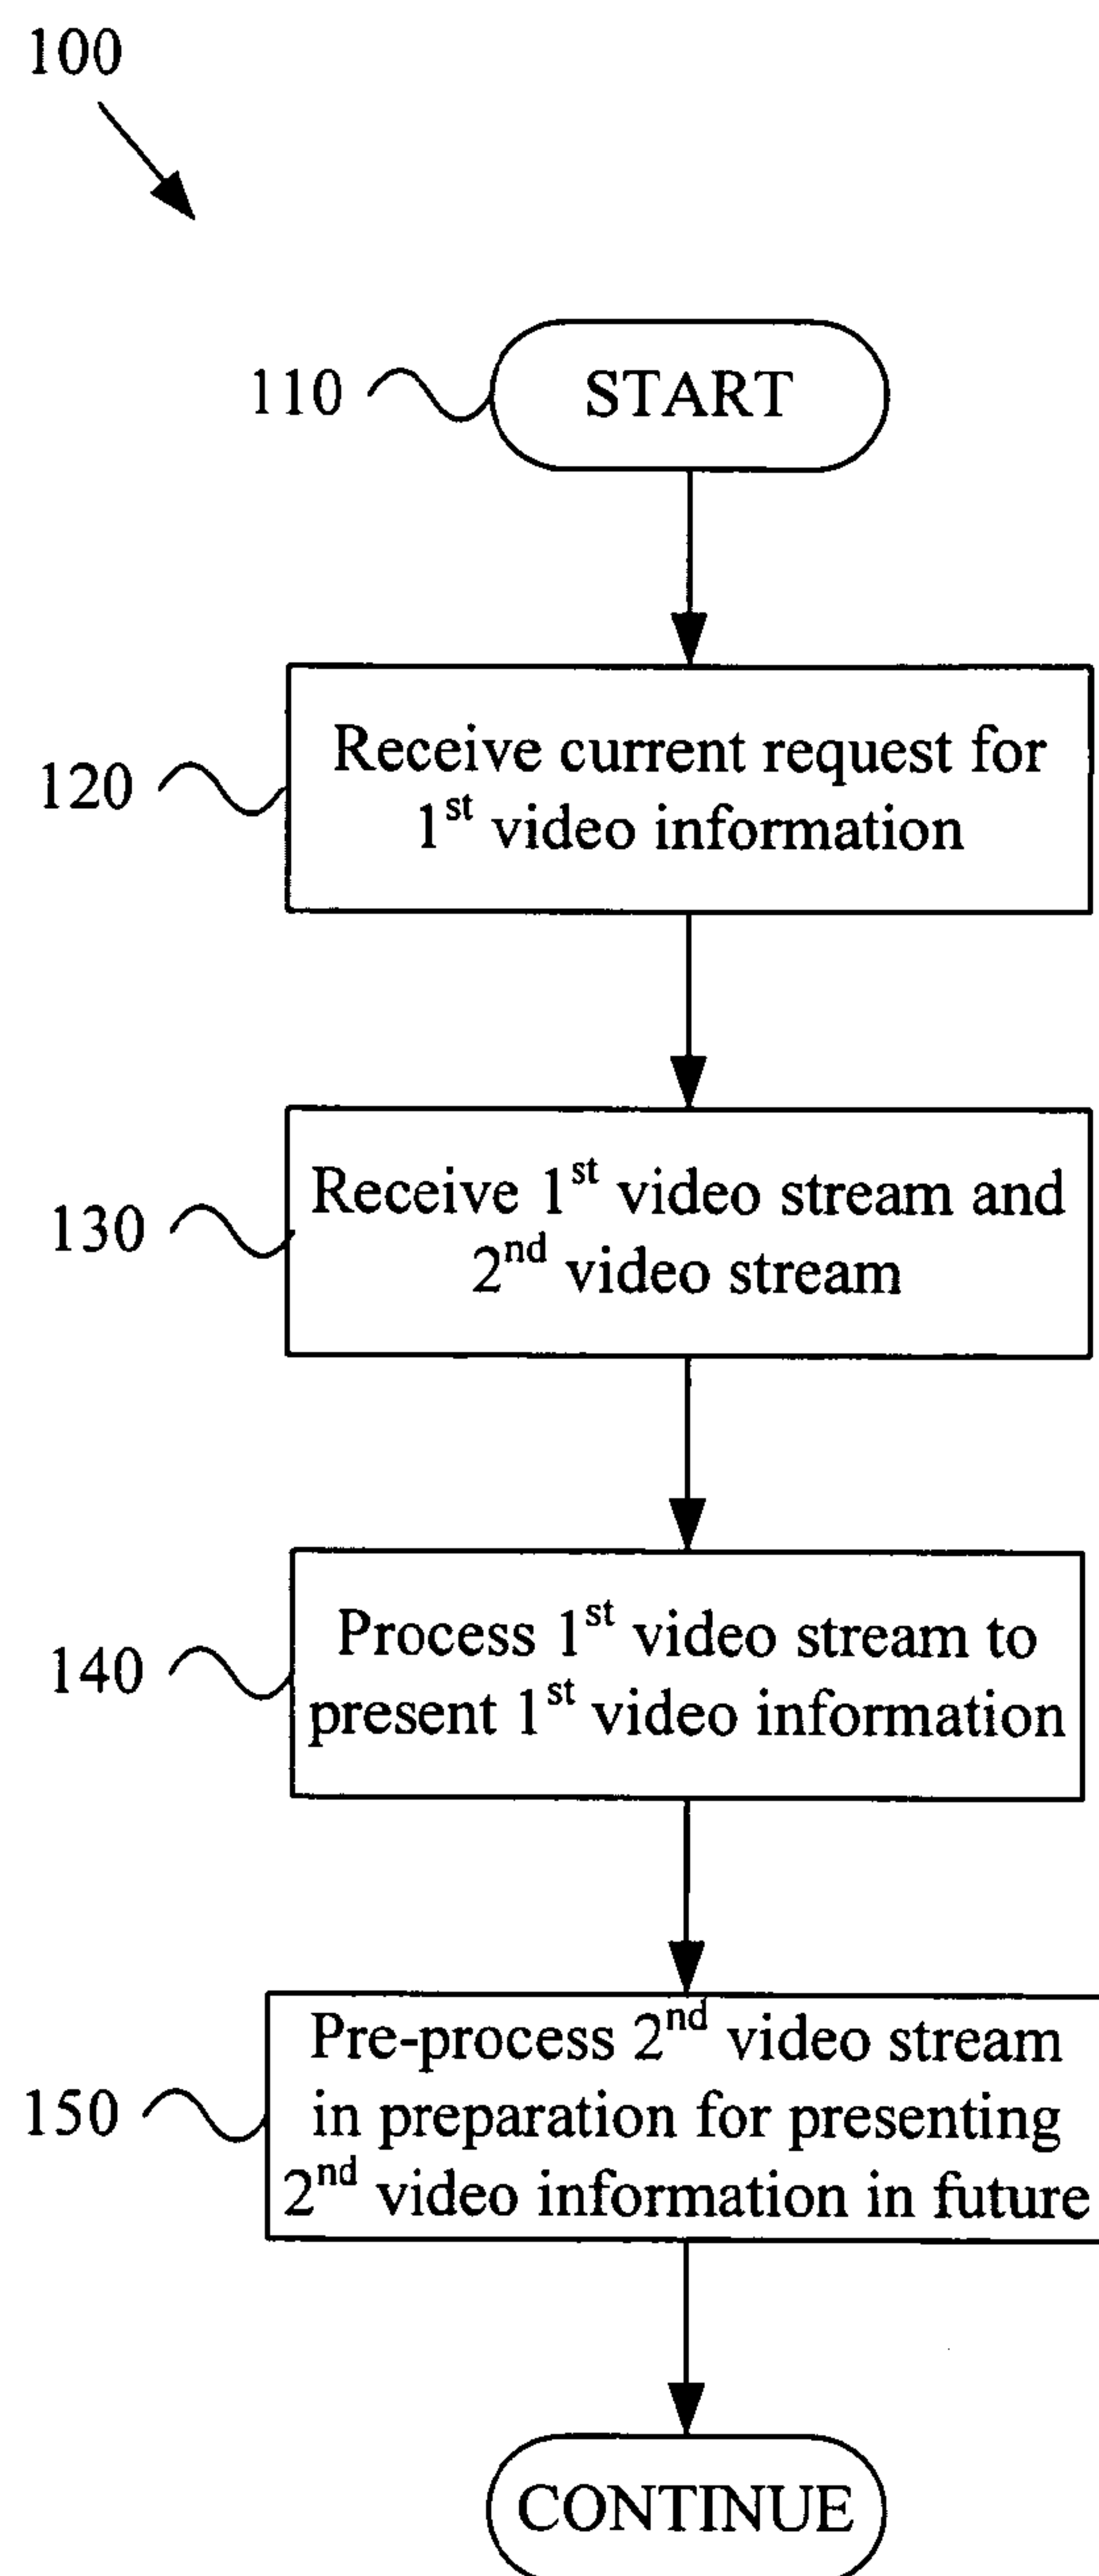 100
110
START
120
Receive current request for
1st video information
130
Receive 1st video stream and
2nd video stream
140
Process 1st video stream to
present 1st video information
150
Pre-process 2nd video stream
in preparation for presenting
2nd video information in future
CONTINUE